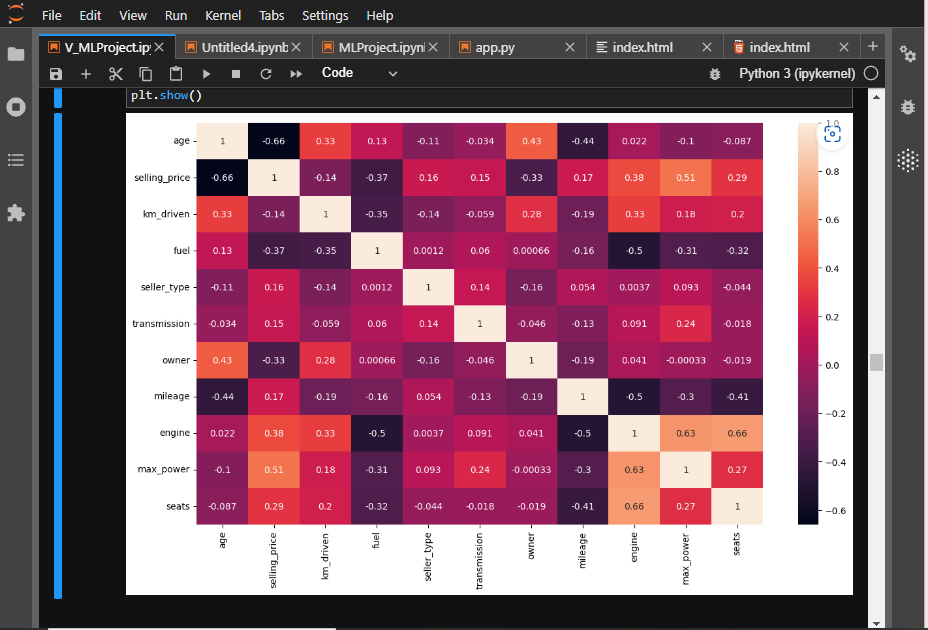 File Edit View Run Kernel Tabs Settings Help
V_MLProject.ipy Untitled4.ipynb MLProject.ipynl app.py index.html index.html
Code Python 3 (ipykernel)
plt.show()
age 1 -0.66 0.33 0.13 -0.11 -0.034 0.43 -0.44 0.022 -0.1 -0.087
selling_price -0.66 1 -0.14 -0.37 0.16 0.15 -0.33 0.17 0.38 0.51 0.29
km_driven 0.33 -0.14 1 -0.35 -0.14 -0.059 0.28 -0.19 0.33 0.18 0.2
fuel 0.13 -0.37 -0.35 1 0.0012 0.06 0.00066 -0.16 -0.5 -0.31 -0.32
seller_type -0.11 0.16 -0.14 0.0012 1 0.14 -0.16 0.054 0.0037 0.093 -0.044
transmission -0.034 0.15 -0.059 0.06 0.14 1 -0.046 -0.13 0.091 0.24 -0.018
owner 0.43 -0.33 0.28 0.00066 -0.16 -0.046 1 -0.19 0.041 -0.00033 -0.019
mileage -0.44 0.17 -0.19 -0.16 0.054 -0.13 -0.19 1 -0.5 -0.3 -0.41
engine 0.022 0.38 0.33 -0.5 0.0037 0.091 0.041 -0.5 1 0.63 0.66
max_power -0.1 0.51 0.18 -0.31 0.093 0.24 -0.00033 -0.3 0.63 1 0.27
seats -0.087 0.29 0.2 -0.32 -0.044 -0.018 -0.019 -0.41 0.66 0.27 1
age selling_price km_driven fuel seller_type transmission owner mileage engine max_power seats
1.0
0.8
0.6
0.4
0.2
0.0
−0.2
−0.4
−0.6